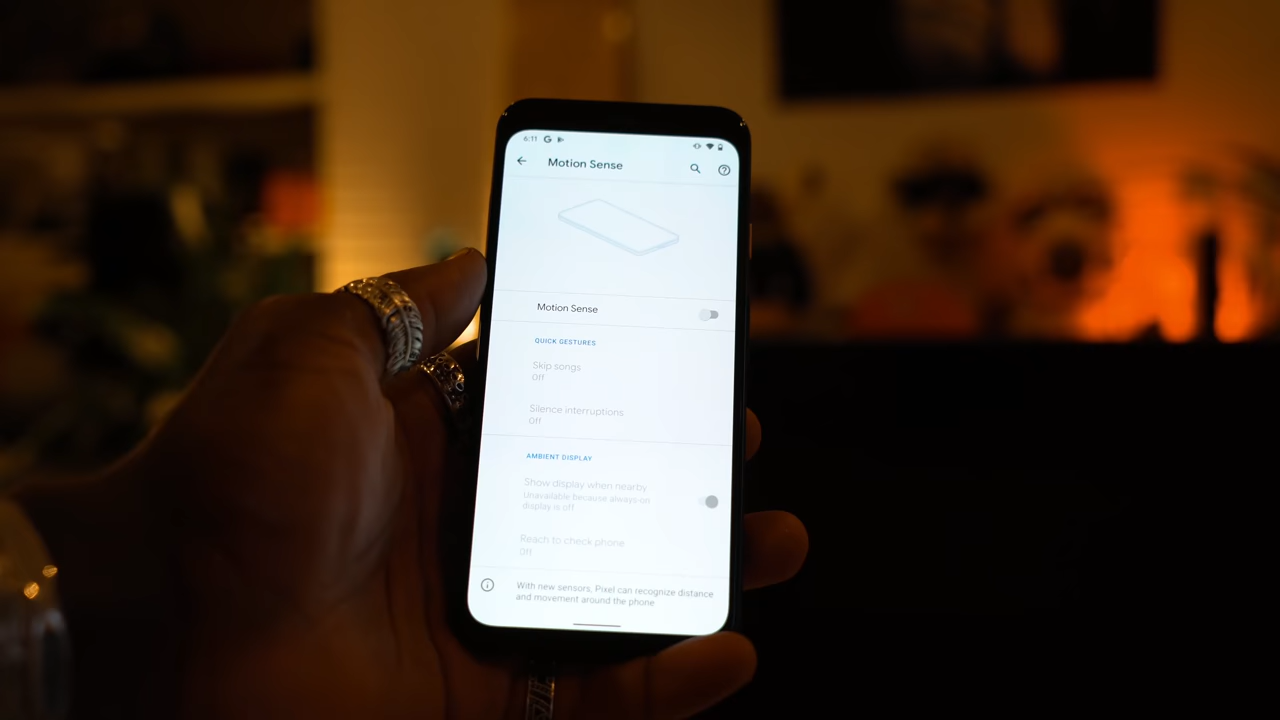 6:11 G
Motion Sense
Motion Sense
QUICK GESTURES
Skip songs
Off
Silence interruptions
Off
AMBIENT DISPLAY
Show display when nearby
Unavailable because always-on
display is off
Reach to check phone
Off
With new sensors, Pixel can recognize distance
and movement around the phone